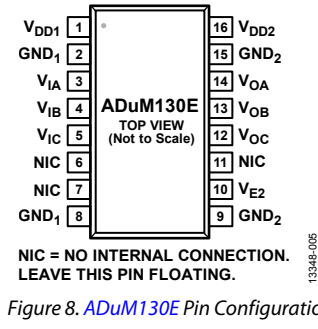 VDD1 1 16 VDD2
GND1 2 15 GND2
VIA 3 14 VOA
VIB 4 ADuM130E 13 VOB
TOP VIEW
VIC 5 (Not to Scale) 12 VOC
NIC 6 11 NIC
NIC 7 10 VE2
GND1 8 9 GND2
NIC = NO INTERNAL CONNECTION.
LEAVE THIS PIN FLOATING.
13348-005
Figure 8. ADuM130E Pin Configuratic